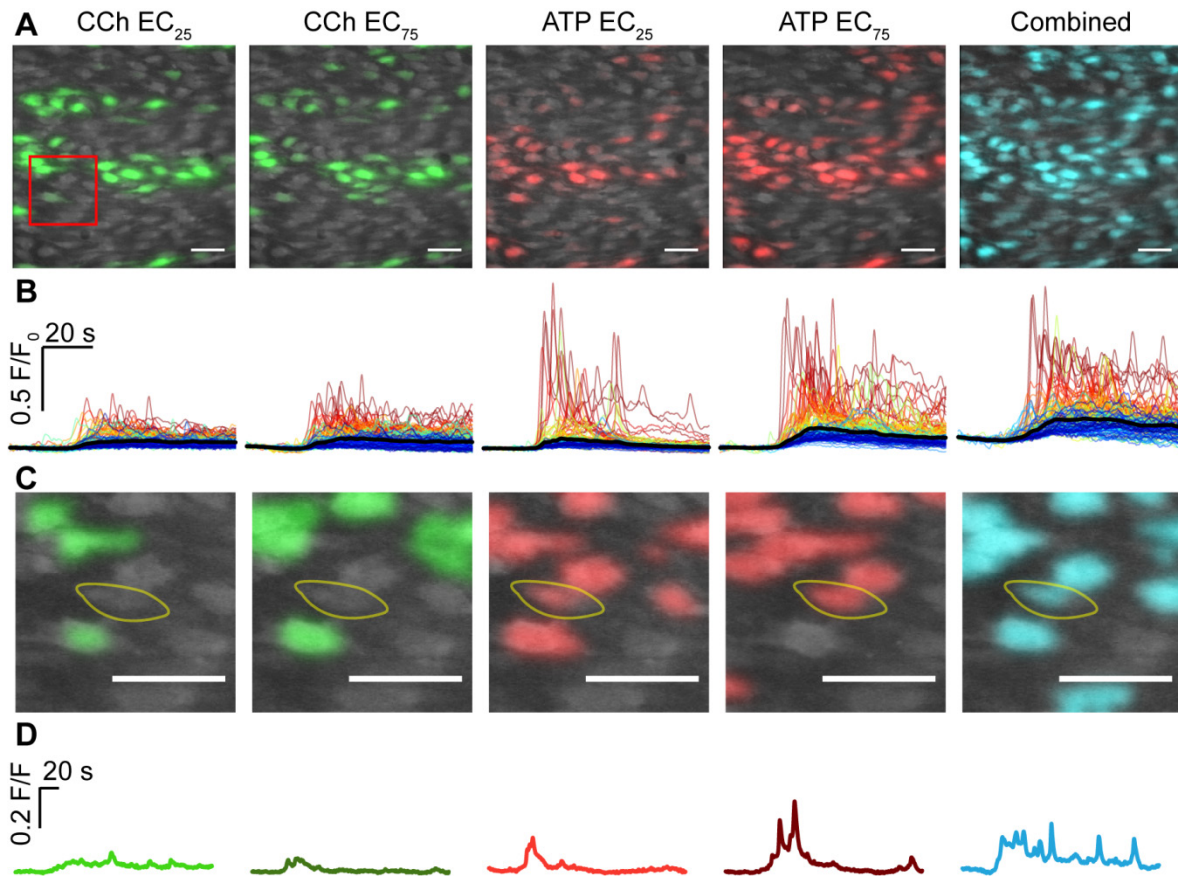 A
CCh EC25
CCh EC75
ATP EC25
ATP EC75
Combined
B
20 s
0.5 F/F0
C
D
20 s
0.2 F/F